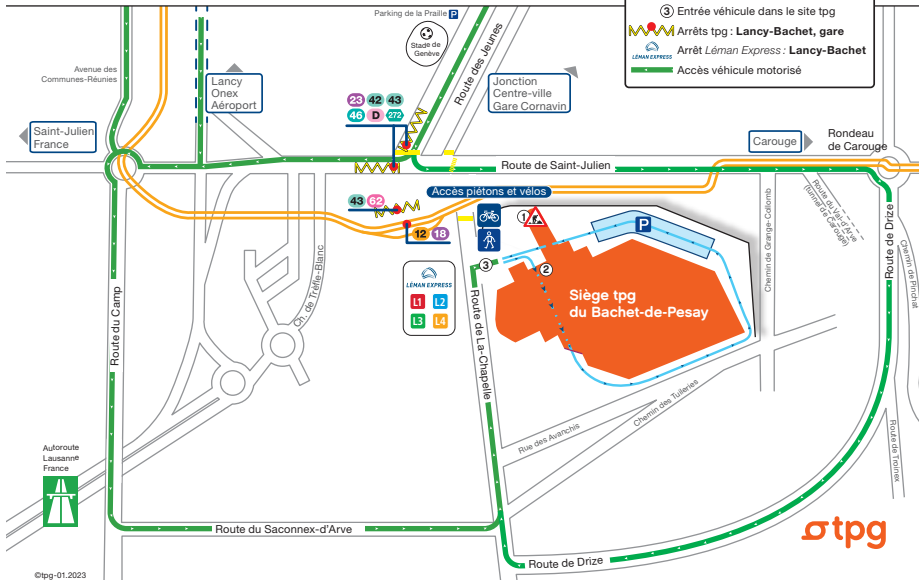 3 Entrée véhicule dans le site tpg
Arrêts tpg : Lancy-Bachet, gare
LÉMAN EXPRESS Arrêt Léman Express : Lancy-Bachet
Accès véhicule motorisé
Parking de la Praille P
Stade de
Genève
Route des Jeunes
Avenue des
Communes-Réunies
Lancy
Onex
Aéroport
Jonction
Centre-ville
Gare Cornavin
23 42 43
46 D 272
Saint-Julien
France
Carouge
Rondeau
de Carouge
Route de Saint-Julien
Accès piétons et vélos
43 62
12 18
1
P
Route du Val-d'Arve
(tunnel de Carouge)
Chemin de Grange-Collomb
Route de Drize
Chemin de Pinchat
3
2
LÉMAN EXPRESS
L1 L2
L3 L4
Siège tpg
du Bachet-de-Pesay
Ch. de Trèfle-Blanc
Route du Camp
Route de La-Chapelle
Chemin des Tuileries
Rue des Avanchis
Route de Troinex
Autoroute
Lausanne
France
Route du Saconnex-d'Arve
Route de Drize
tpg
©tpg-01.2023